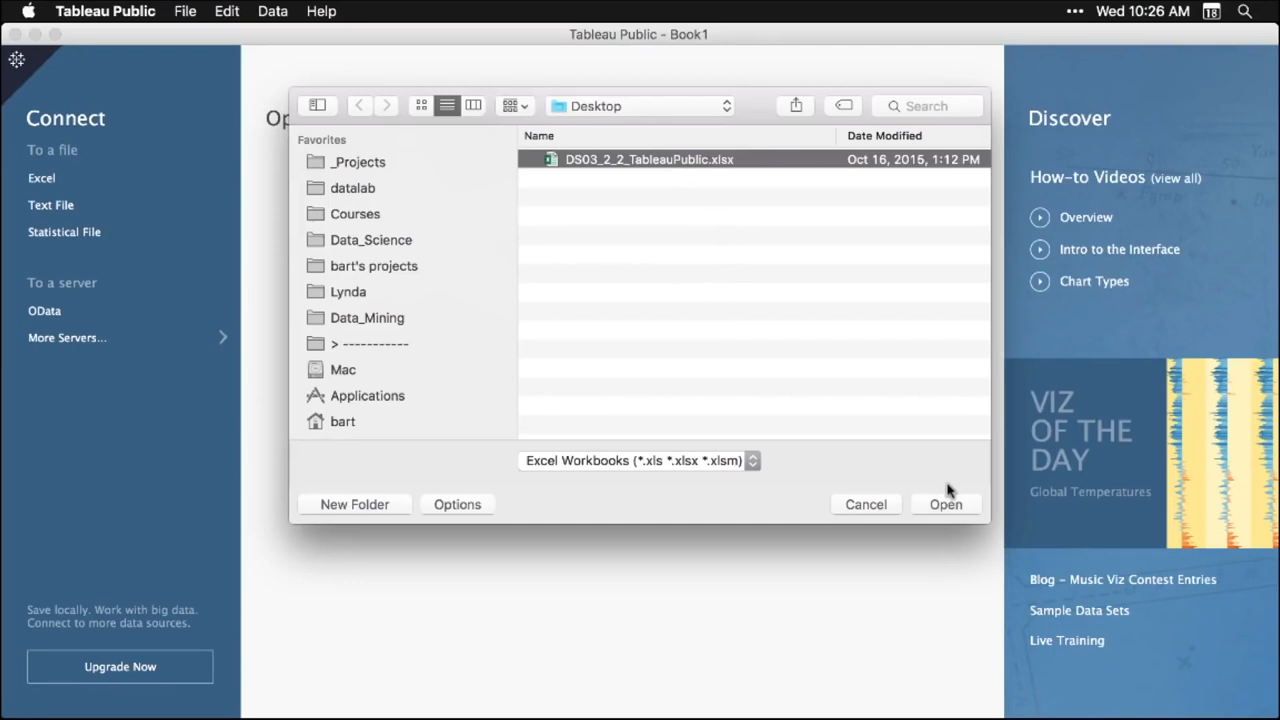 Tableau Public File Edit Data Help Wed 10:26 AM 18
Tableau Public - Book1
Connect
To a file
Excel
Text File
Statistical File
To a server
OData
More Servers...
Save locally. Work with big data.
Connect to more data sources.
Upgrade Now
Op
Desktop
Search
Favorites
_Projects
datalab
Courses
Data_Science
bart's projects
Lynda
Data_Mining
> -----------
Mac
Applications
bart
Name Date Modified
DS03_2_2_TableauPublic.xlsx Oct 16, 2015, 1:12 PM
Excel Workbooks (*.xls *.xlsx *.xlsm)
New Folder Options Cancel Open
Discover
How-to Videos (view all)
Overview
Intro to the Interface
Chart Types
VIZ
OF THE
DAY
Global Temperatures
Blog - Music Viz Contest Entries
Sample Data Sets
Live Training